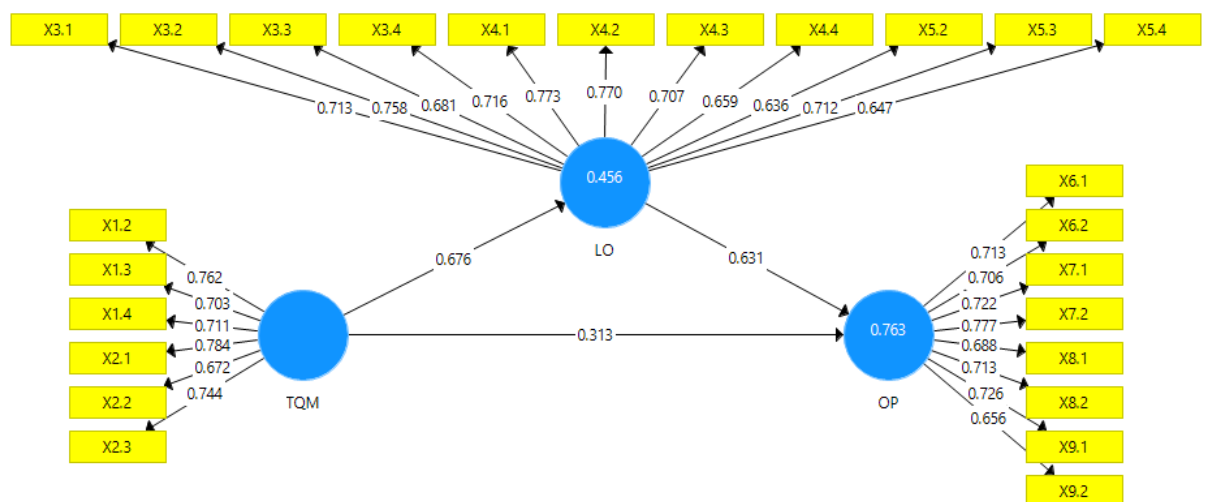 X3.1 X3.2 X3.3 X3.4 X4.1 X4.2 X4.3 X4.4 X5.2 X5.3 X5.4
0.713 0.758 0.681 0.716 0.773 0.770 0.707 0.659 0.636 0.712 0.647
0.456
LO
X1.2
X1.3
X1.4
X2.1
X2.2
X2.3
0.762
0.703
0.711
0.784
0.672
0.744
TQM
0.676
0.631
0.313
0.763
OP
0.713
0.706
0.722
0.777
0.688
0.713
0.726
0.656
X6.1
X6.2
X7.1
X7.2
X8.1
X8.2
X9.1
X9.2